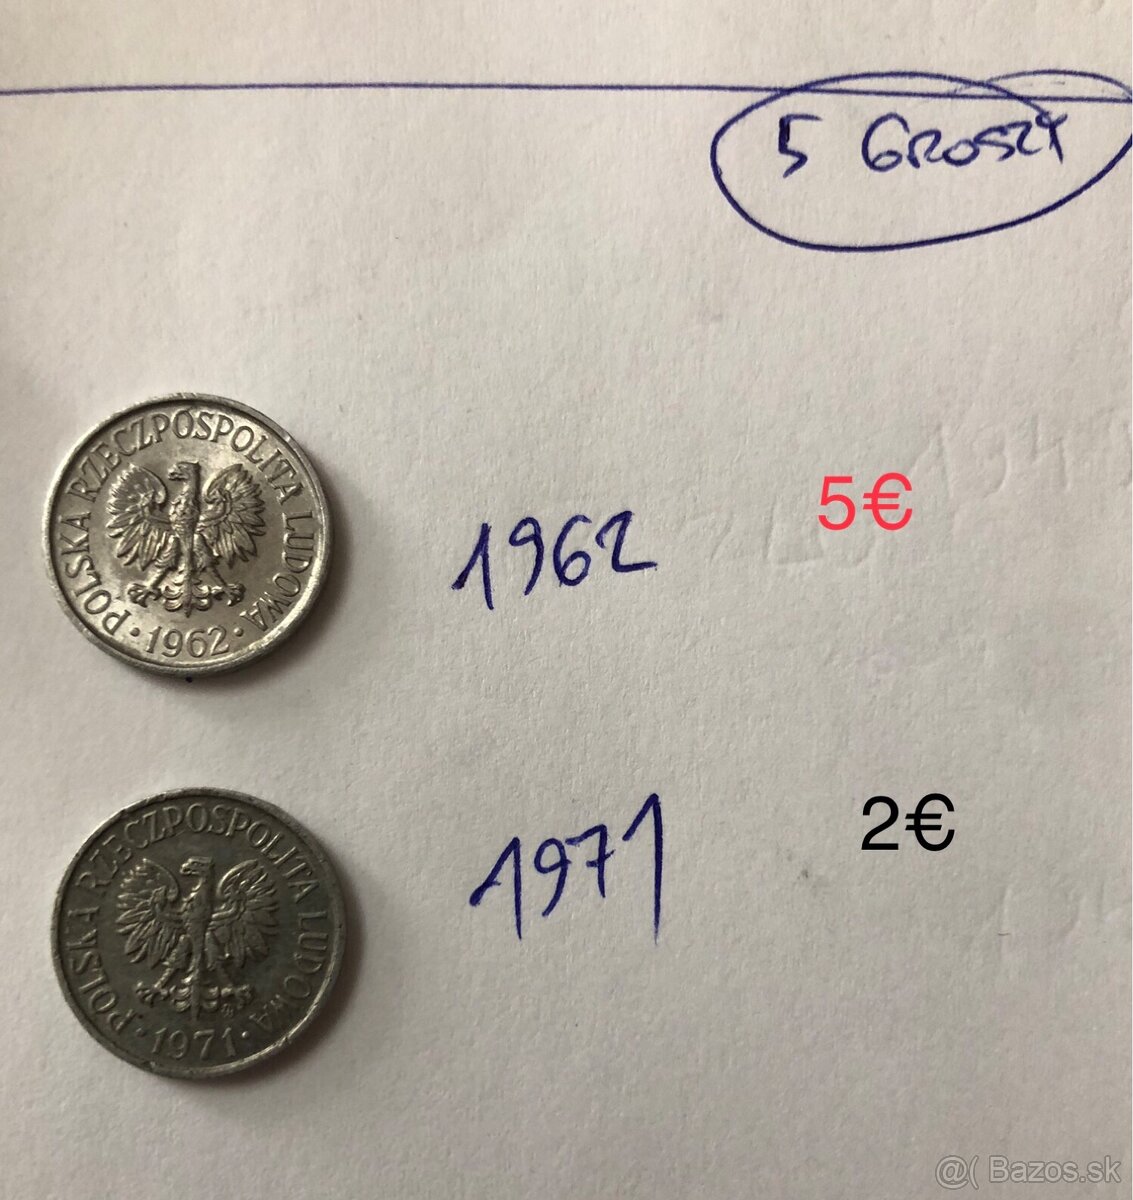 5 GROSZY
POLSKA RZECZPOSPOLITA LUDOWA
·1962·
1962
5€
POLSKA RZECZPOSPOLITA LUDOWA
·1971·
1971
2€
@( Bazos.sk